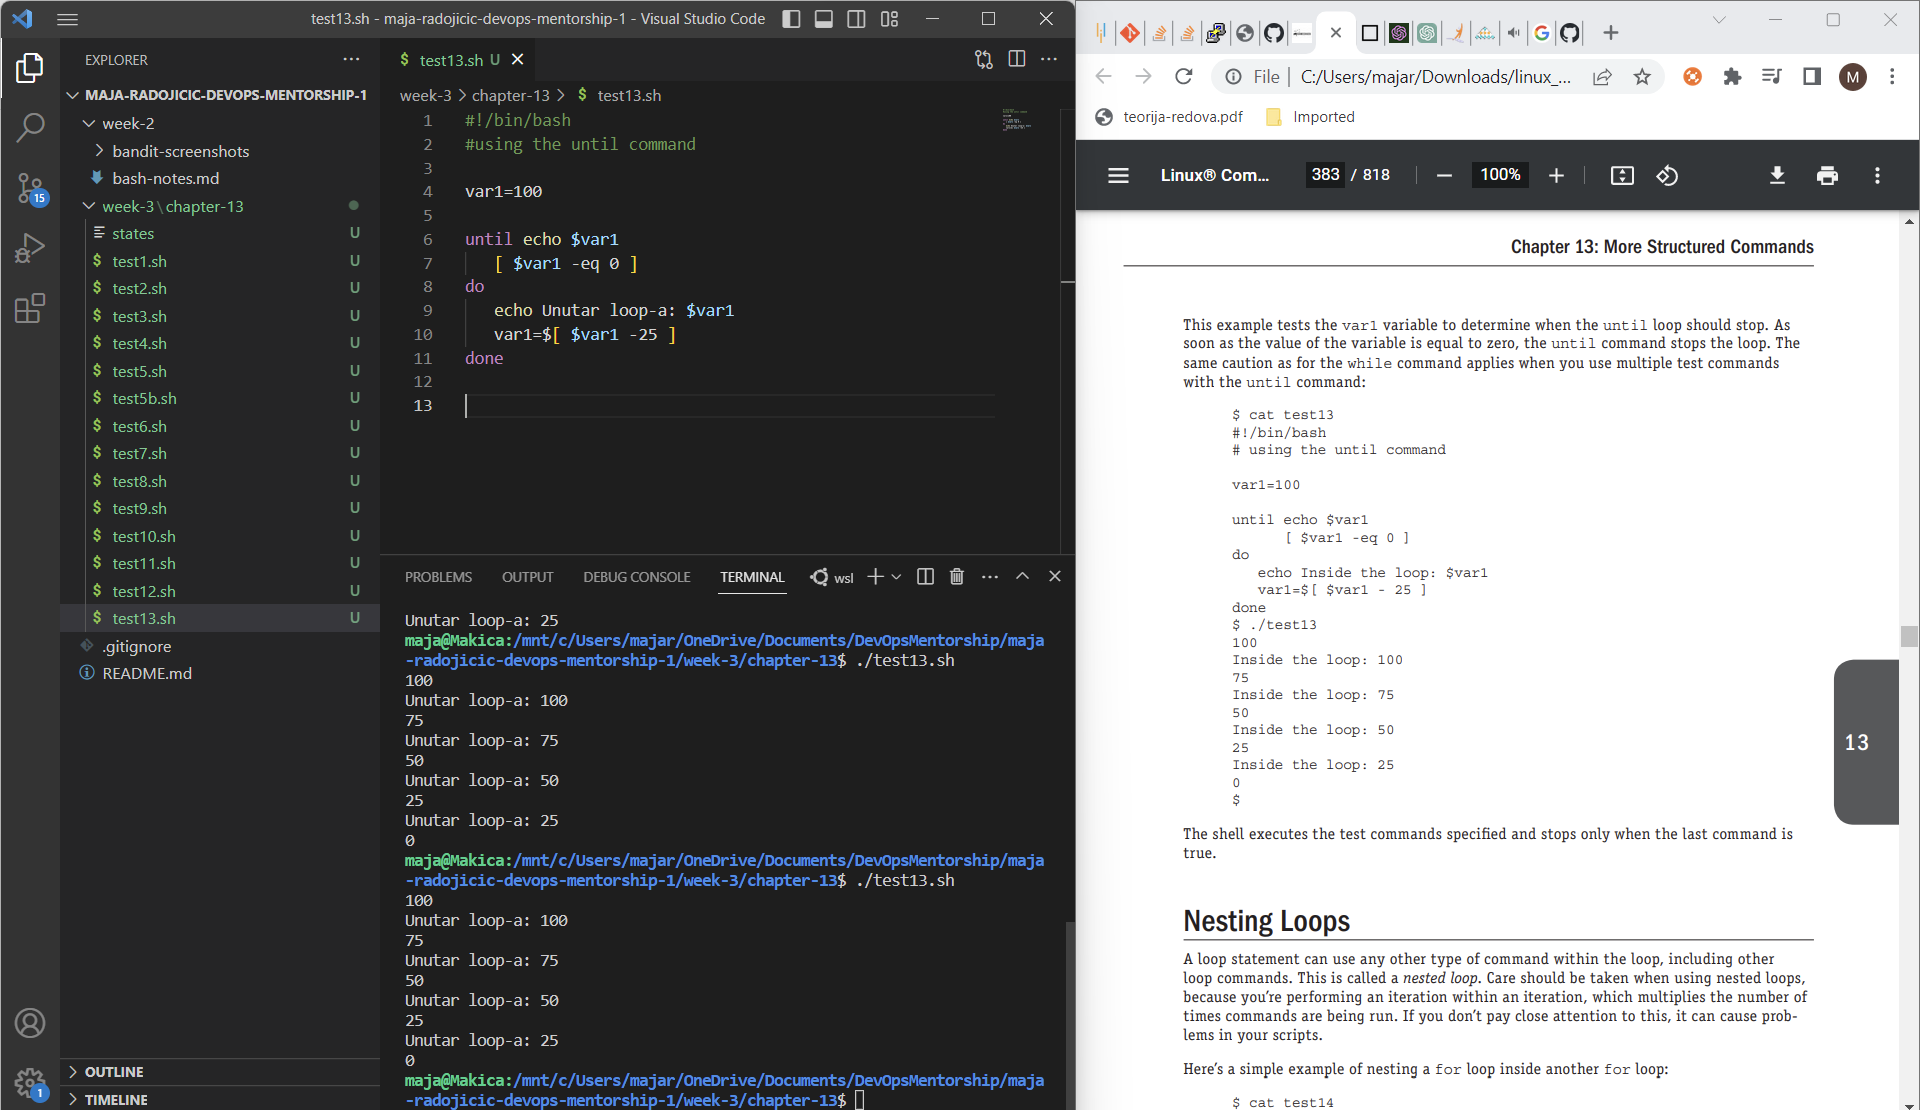 test13.sh - maja-radojicic-devops-mentorship-1 - Visual Studio Code
EXPLORER
MAJA-RADOJICIC-DEVOPS-MENTORSHIP-1
week-2
bandit-screenshots
bash-notes.md
week-3\chapter-13
states U
test1.sh U
test2.sh U
test3.sh U
test4.sh U
test5.sh U
test5b.sh U
test6.sh U
test7.sh U
test8.sh U
test9.sh U
test10.sh U
test11.sh U
test12.sh U
test13.sh U
.gitignore
README.md
OUTLINE
TIMELINE
15
1
$ test13.sh U
week-3 > chapter-13 > $ test13.sh
1 #!/bin/bash
2 #using the until command
3
4 var1=100
5
6 until echo $var1
7 [ $var1 -eq 0 ]
8 do
9 echo Unutar loop-a: $var1
10 var1=$[ $var1 -25 ]
11 done
12
13
PROBLEMS OUTPUT DEBUG CONSOLE TERMINAL wsl
Unutar loop-a: 25
maja@Makica:/mnt/c/Users/majar/OneDrive/Documents/DevOpsMentorship/maja
-radojicic-devops-mentorship-1/week-3/chapter-13$ ./test13.sh
100
Unutar loop-a: 100
75
Unutar loop-a: 75
50
Unutar loop-a: 50
25
Unutar loop-a: 25
0
maja@Makica:/mnt/c/Users/majar/OneDrive/Documents/DevOpsMentorship/maja
-radojicic-devops-mentorship-1/week-3/chapter-13$ ./test13.sh
100
Unutar loop-a: 100
75
Unutar loop-a: 75
50
Unutar loop-a: 50
25
Unutar loop-a: 25
0
maja@Makica:/mnt/c/Users/majar/OneDrive/Documents/DevOpsMentorship/maja
-radojicic-devops-mentorship-1/week-3/chapter-13$
File | C:/Users/majar/Downloads/linux_... M
teorija-redova.pdf Imported
Linux® Com... 383 / 818 100%
Chapter 13: More Structured Commands
This example tests the var1 variable to determine when the until loop should stop. As
soon as the value of the variable is equal to zero, the until command stops the loop. The
same caution as for the while command applies when you use multiple test commands
with the until command:
$ cat test13
#!/bin/bash
# using the until command
var1=100
until echo $var1
[ $var1 -eq 0 ]
do
echo Inside the loop: $var1
var1=$[ $var1 - 25 ]
done
$ ./test13
100
Inside the loop: 100
75
Inside the loop: 75
50
Inside the loop: 50
25
Inside the loop: 25
0
$
13
The shell executes the test commands specified and stops only when the last command is
true.
Nesting Loops
A loop statement can use any other type of command within the loop, including other
loop commands. This is called a nested loop. Care should be taken when using nested loops,
because you're performing an iteration within an iteration, which multiplies the number of
times commands are being run. If you don't pay close attention to this, it can cause prob-
lems in your scripts.
Here's a simple example of nesting a for loop inside another for loop:
$ cat test14